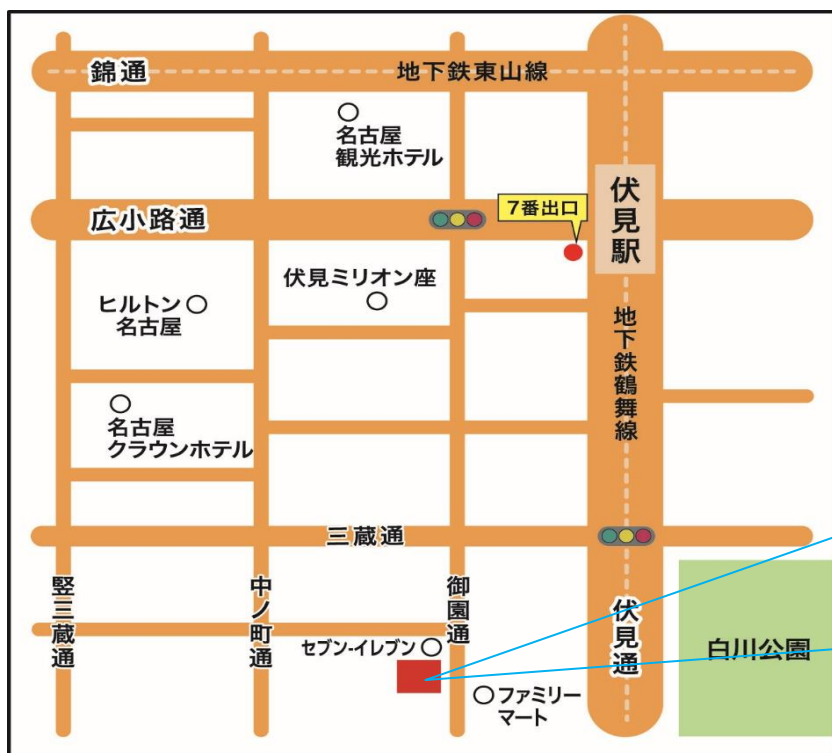 錦通
地下鉄東山線
名古屋
観光ホテル
伏見駅
7番出口
広小路通
伏見ミリオン座
ヒルトン
名古屋
地下鉄鶴舞線
名古屋
クラウンホテル
三蔵通
竪三蔵通
中ノ町通
御園通
伏見通
セブン-イレブン
白川公園
ファミリー
マート